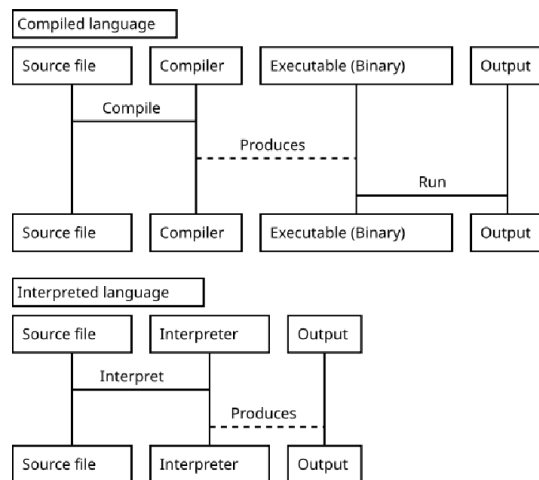 Compiled language
Source file Compiler Executable (Binary) Output
Compile
Produces
Run
Source file Compiler Executable (Binary) Output
Interpreted language
Source file Interpreter Output
Interpret
Produces
Source file Interpreter Output